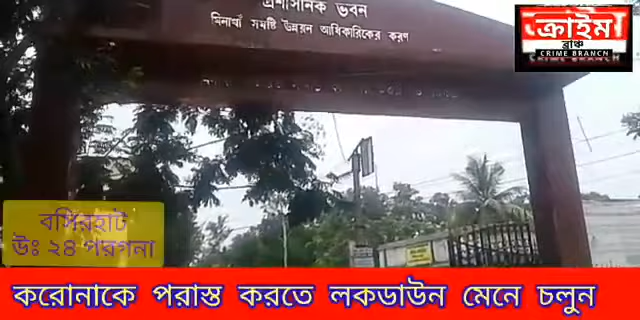 প্রশাসনিক ভবন
মিনাখাঁ সমষ্টি উন্নয়ন আধিকারিকের করণ
ক্রাইম
ব্রাঞ্চ
CRIME BRANCH
বসিরহাট
উঃ ২৪ পরগনা
করোনাকে পরাস্ত করতে লকডাউন মেনে চলুন